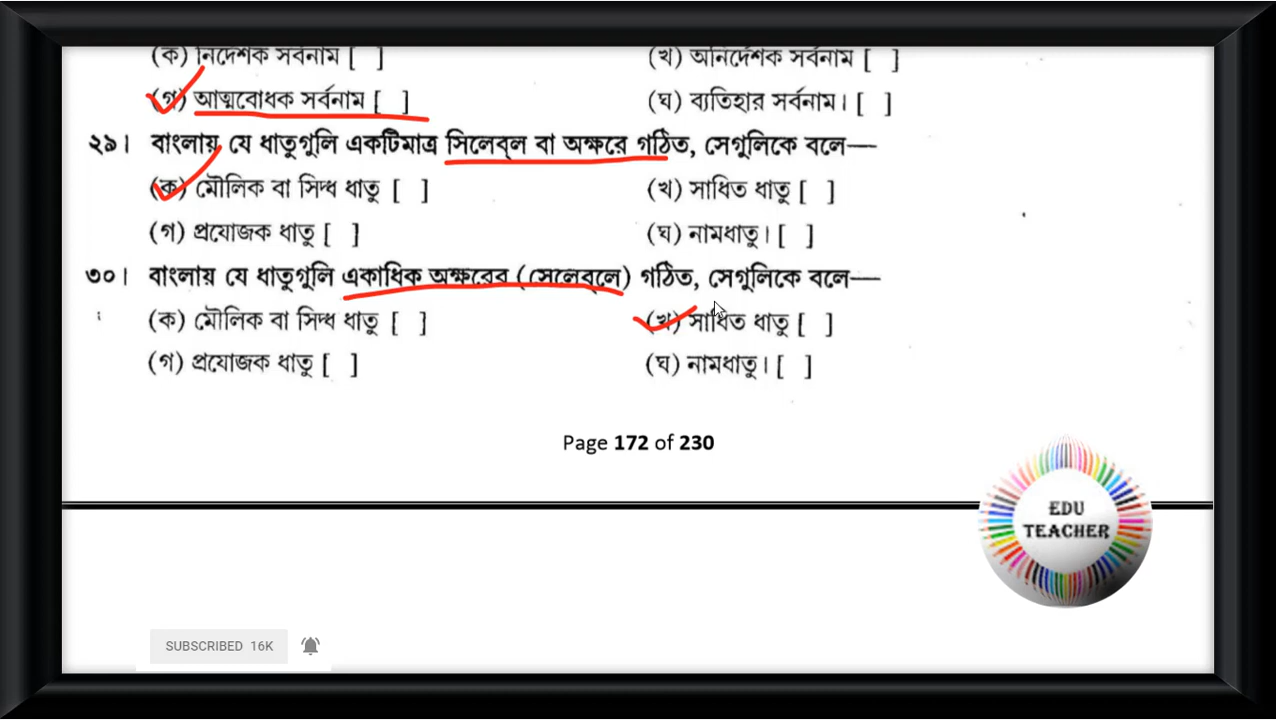 (ক) নির্দেশক সর্বনাম [ ] (খ) অনির্দেশক সর্বনাম [ ]
(গ) আত্মবোধক সর্বনাম [ ] (ঘ) ব্যতিহার সর্বনাম। [ ]
২৯। বাংলায় যে ধাতুগুলি একটিমাত্র সিলেব্‌ল বা অক্ষরে গঠিত, সেগুলিকে বলে—
(ক) মৌলিক বা সিদ্ধ ধাতু [ ] (খ) সাধিত ধাতু [ ]
(গ) প্রযোজক ধাতু [ ] (ঘ) নামধাতু। [ ]
৩০। বাংলায় যে ধাতুগুলি একাধিক অক্ষরের (সেলেব্‌লে) গঠিত, সেগুলিকে বলে—
(ক) মৌলিক বা সিদ্ধ ধাতু [ ] (খ) সাধিত ধাতু [ ]
(গ) প্রযোজক ধাতু [ ] (ঘ) নামধাতু। [ ]
Page 172 of 230
EDU
TEACHER
SUBSCRIBED 16K